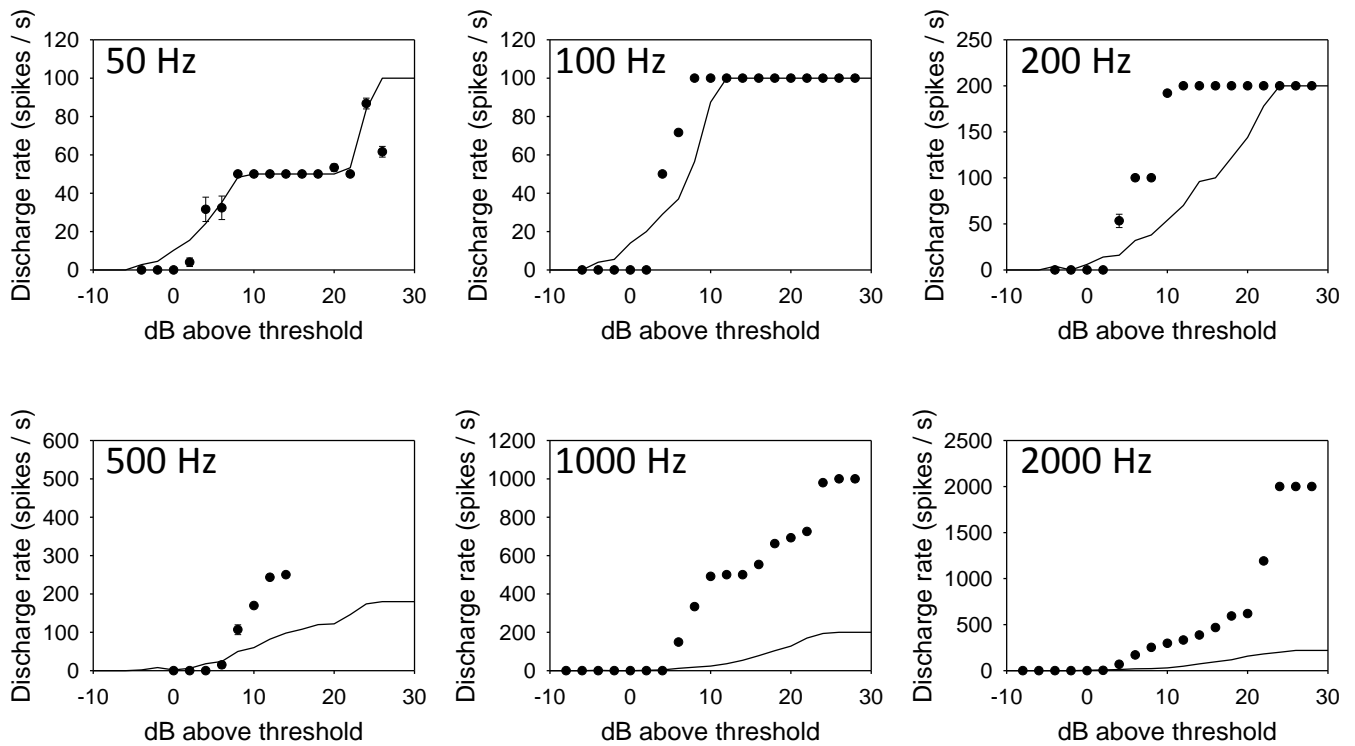 50 Hz
Discharge rate (spikes / s)
120
100
80
60
40
20
0
-10 0 10 20 30
dB above threshold
100 Hz
Discharge rate (spikes / s)
120
100
80
60
40
20
0
-10 0 10 20 30
dB above threshold
200 Hz
Discharge rate (spikes / s)
250
200
150
100
50
0
-10 0 10 20 30
dB above threshold
500 Hz
Discharge rate (spikes / s)
600
500
400
300
200
100
0
-10 0 10 20 30
dB above threshold
1000 Hz
Discharge rate (spikes / s)
1200
1000
800
600
400
200
0
-10 0 10 20 30
dB above threshold
2000 Hz
Discharge rate (spikes / s)
2500
2000
1500
1000
500
0
-10 0 10 20 30
dB above threshold